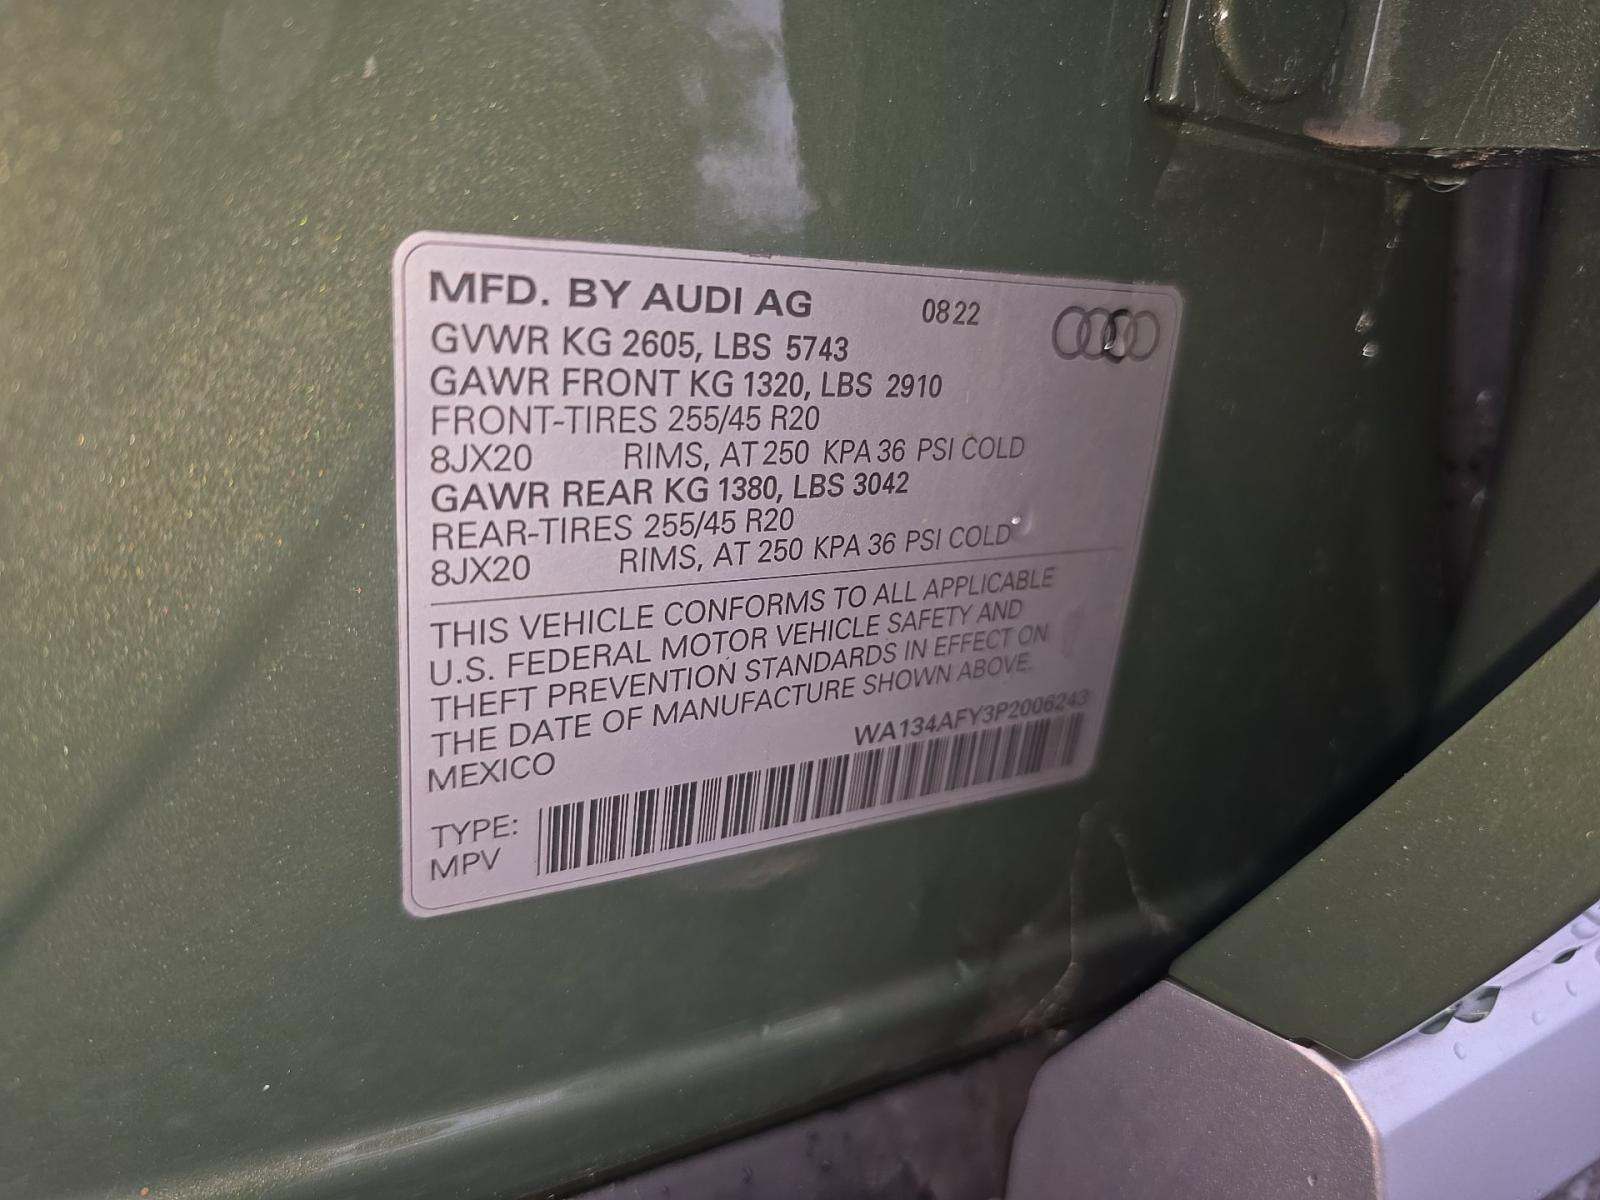 MFD. BY AUDI AG 0822
GVWR KG 2605, LBS 5743
GAWR FRONT KG 1320, LBS 2910
FRONT-TIRES 255/45 R20
8JX20 RIMS, AT 250 KPA 36 PSI COLD
GAWR REAR KG 1380, LBS 3042
REAR-TIRES 255/45 R20
8JX20 RIMS, AT 250 KPA 36 PSI COLD
THIS VEHICLE CONFORMS TO ALL APPLICABLE
U.S. FEDERAL MOTOR VEHICLE SAFETY AND
THEFT PREVENTION STANDARDS IN EFFECT ON
THE DATE OF MANUFACTURE SHOWN ABOVE.
MEXICO WA134AFY3P2006243
TYPE:
MPV